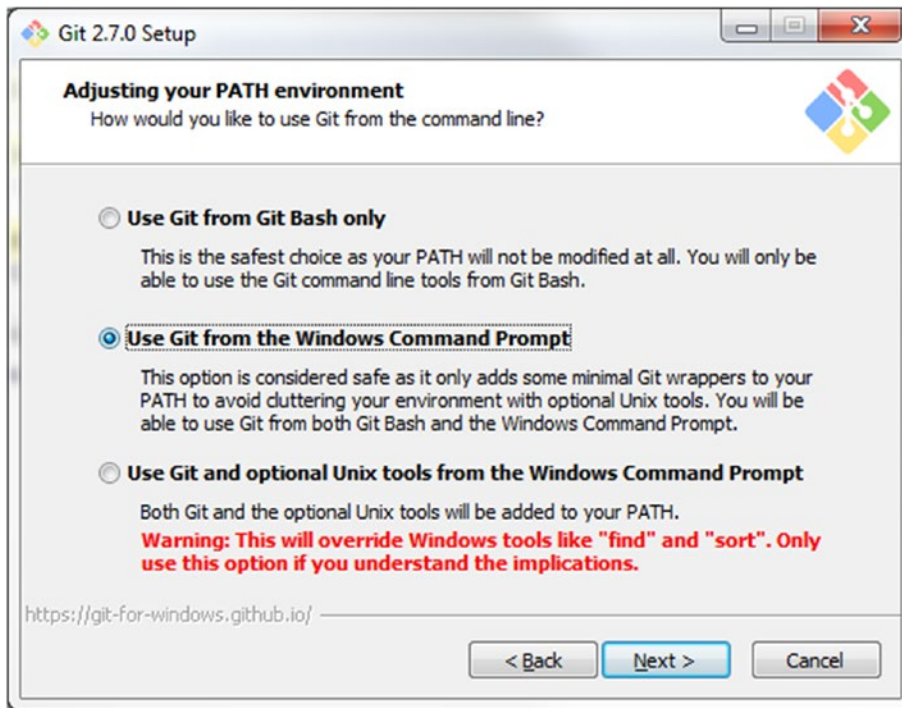 Git 2.7.0 Setup
Adjusting your PATH environment
How would you like to use Git from the command line?
Use Git from Git Bash only
This is the safest choice as your PATH will not be modified at all. You will only be
able to use the Git command line tools from Git Bash.
Use Git from the Windows Command Prompt
This option is considered safe as it only adds some minimal Git wrappers to your
PATH to avoid cluttering your environment with optional Unix tools. You will be
able to use Git from both Git Bash and the Windows Command Prompt.
Use Git and optional Unix tools from the Windows Command Prompt
Both Git and the optional Unix tools will be added to your PATH.
Warning: This will override Windows tools like "find" and "sort". Only
use this option if you understand the implications.
https://git-for-windows.github.io/
< Back Next > Cancel